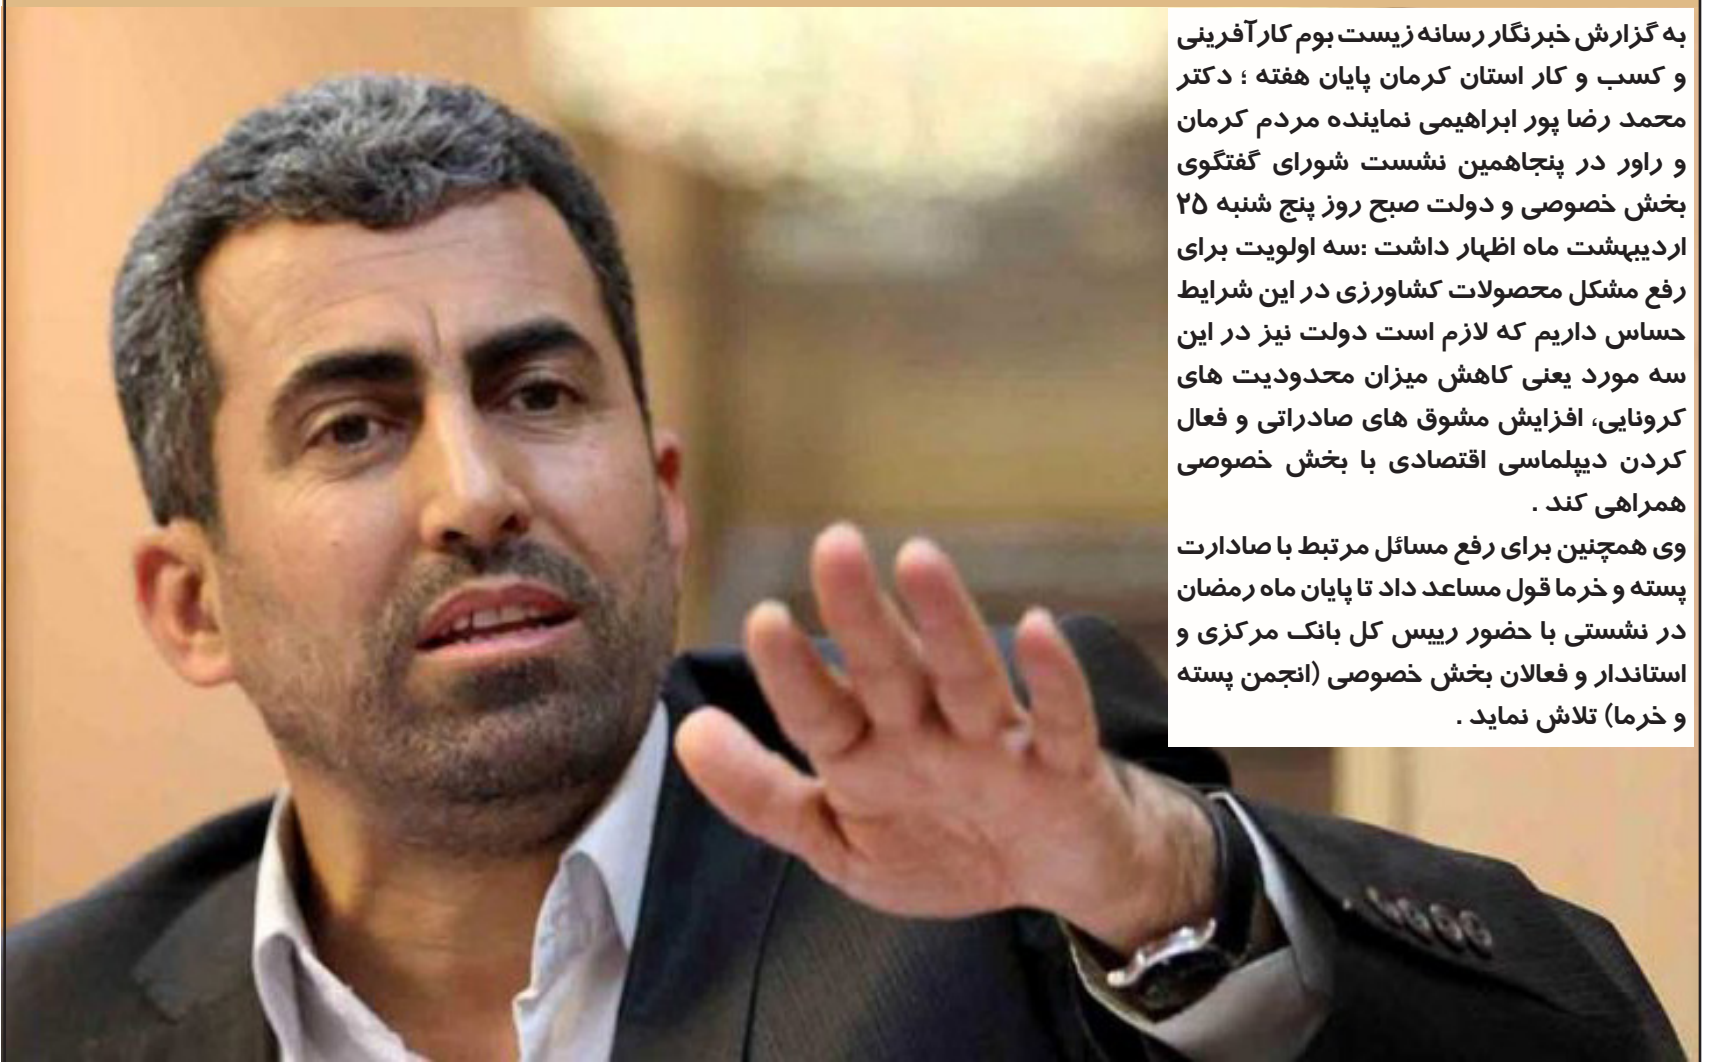 به گزارش خبرنگار رسانه زیست بوم کارآفرینی
و کسب و کار استان کرمان پایان هفته ؛ دکتر
محمد رضا پور ابراهیمی نماینده مردم کرمان
و راور در پنجاهمین نشست شورای گفتگوی
بخش خصوصی و دولت صبح روز پنج شنبه ۲۵
اردیبهشت ماه اظهار داشت :سه اولویت برای
رفع مشکل محصولات کشاورزی در این شرایط
حساس داریم که لازم است دولت نیز در این
سه مورد یعنی کاهش میزان محدودیت های
کرونایی، افزایش مشوق های صادراتی و فعال
کردن دیپلماسی اقتصادی با بخش خصوصی
همراهی کند .
وی همچنین برای رفع مسائل مرتبط با صادارت
پسته و خرما قول مساعد داد تا پایان ماه رمضان
در نشستی با حضور رییس کل بانک مرکزی و
استاندار و فعالان بخش خصوصی (انجمن پسته
و خرما) تلاش نماید .